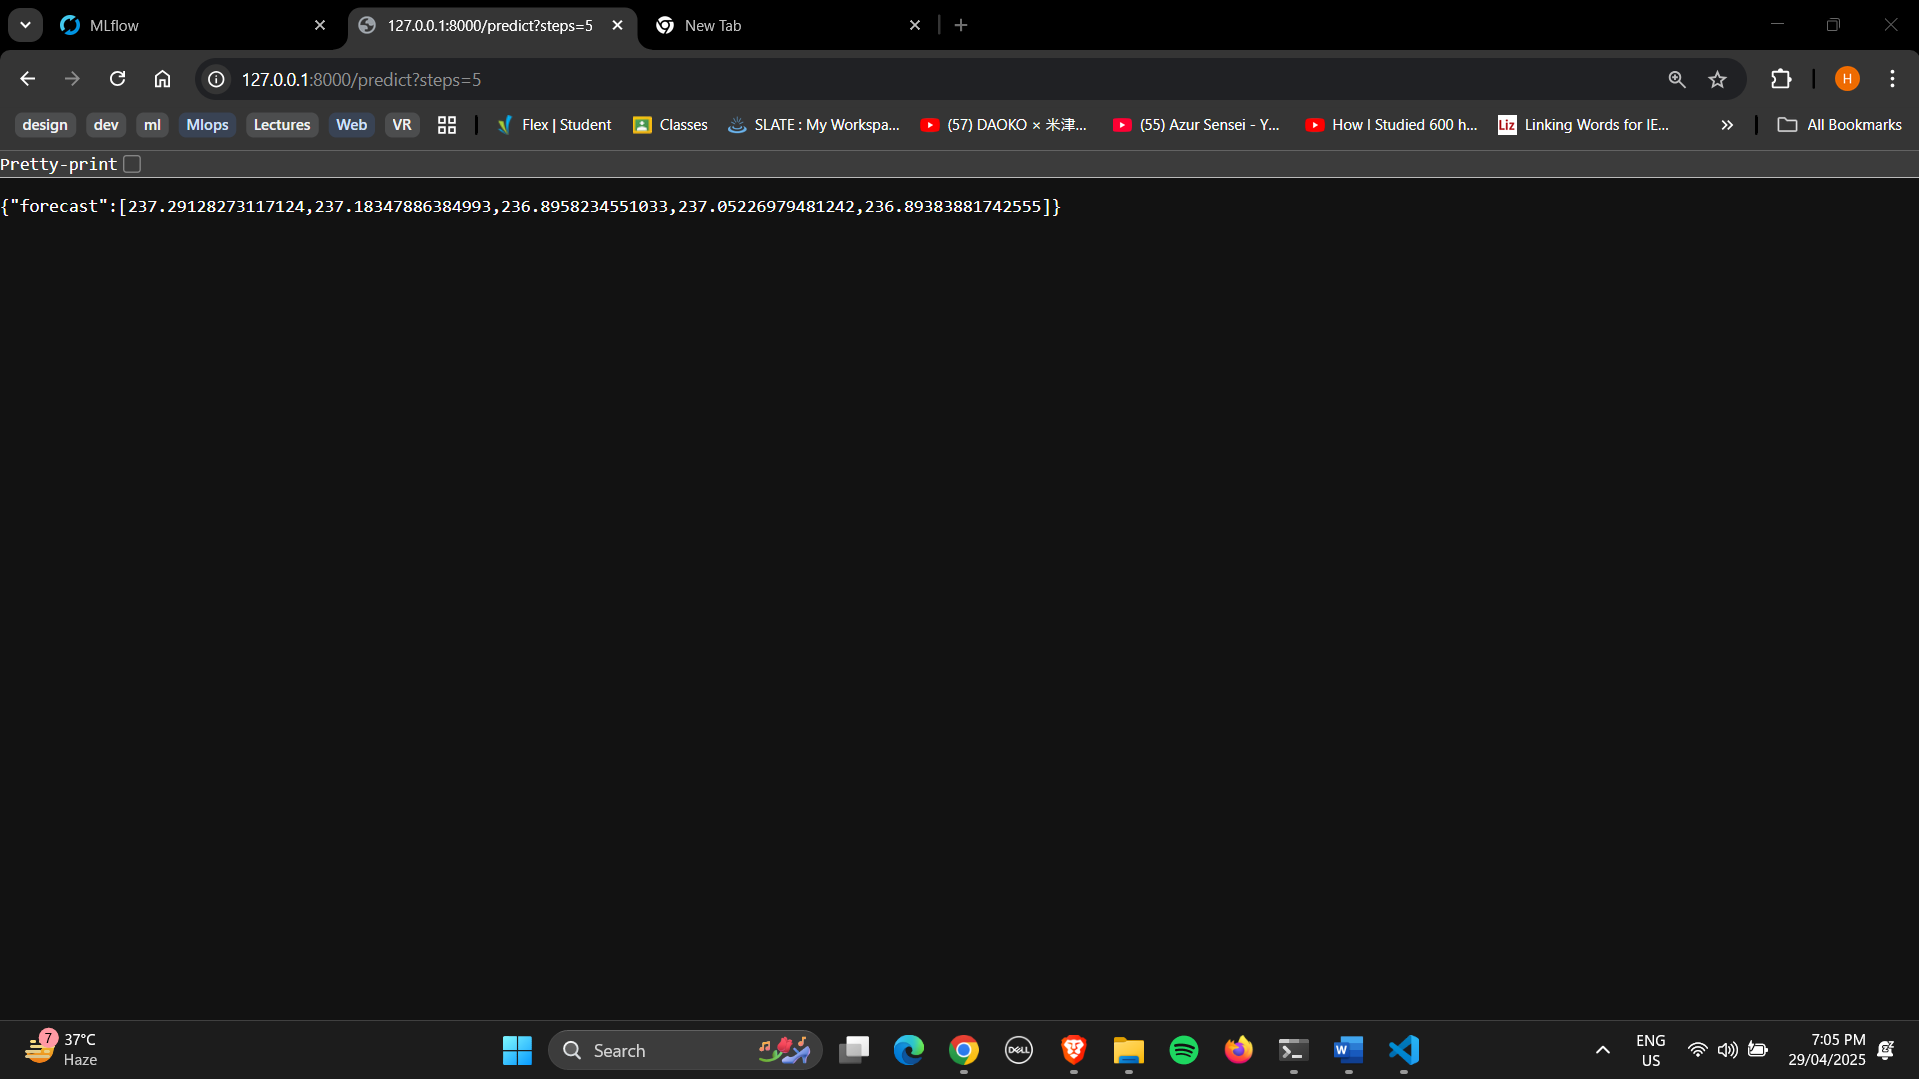 MLflow
127.0.0.1:8000/predict?steps=5
New Tab
127.0.0.1:8000/predict?steps=5
H
design dev ml Mlops Lectures Web VR Flex | Student Classes SLATE : My Workspa... (57) DAOKO × 米津... (55) Azur Sensei - Y... How I Studied 600 h... Liz Linking Words for IE... All Bookmarks
Pretty-print
{"forecast":[237.29128273117124,237.18347886384993,236.8958234551033,237.05226979481242,236.89383881742555]}
7
37°C
Haze
Search
DELL
W
ENG
US
7:05 PM
29/04/2025